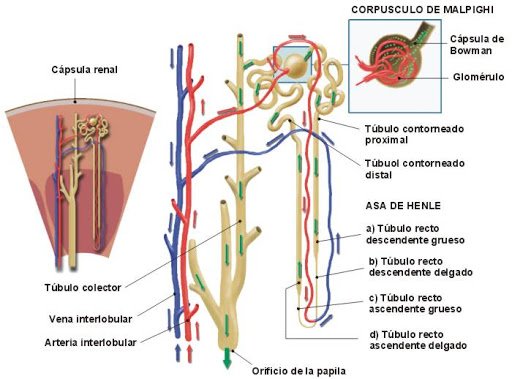 CORPUSCULO DE MALPIGHI
Cápsula de
Bowman
Glomérulo
Cápsula renal
Túbulo contorneado
proximal
Túbuol contorneado
distal
ASA DE HENLE
a) Túbulo recto
descendente grueso
b) Túbulo recto
descendente delgado
c) Túbulo recto
ascendente grueso
d) Túbulo recto
ascendente delgado
Túbulo colector
Vena interlobular
Arteria interlobular
Orificio de la papila